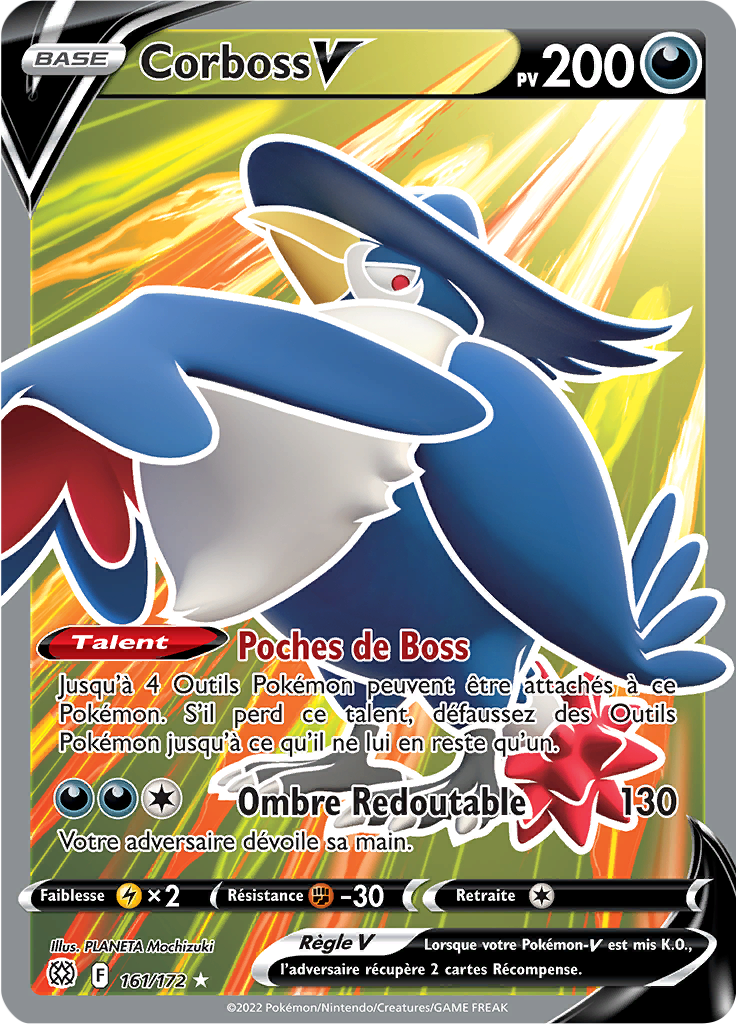 BASE
Corboss V
PV 200
Talent Poches de Boss
Jusqu'à 4 Outils Pokémon peuvent être attachés à ce
Pokémon. S'il perd ce talent, défaussez des Outils
Pokémon jusqu'à ce qu'il ne lui en reste qu'un.
Ombre Redoutable 130
Votre adversaire dévoile sa main.
Faiblesse ×2 Résistance -30 Retraite
Illus. PLANETA Mochizuki
F 161/172 ★
Règle V Lorsque votre Pokémon-V est mis K.O.,
l'adversaire récupère 2 cartes Récompense.
©2022 Pokémon/Nintendo/Creatures/GAME FREAK